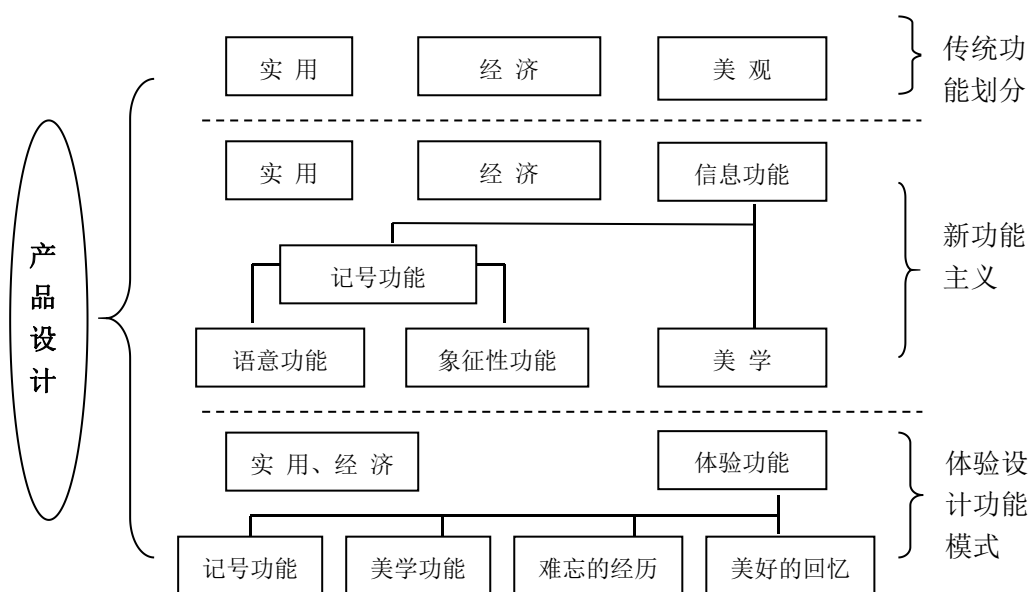 实 用
经 济
美 观
传统功
能划分
实 用
经 济
信息功能
产
品
设
计
记号功能
新功能
主义
语意功能
象征性功能
美 学
实 用、经 济
体验功能
体验设
计功能
模式
记号功能
美学功能
难忘的经历
美好的回忆